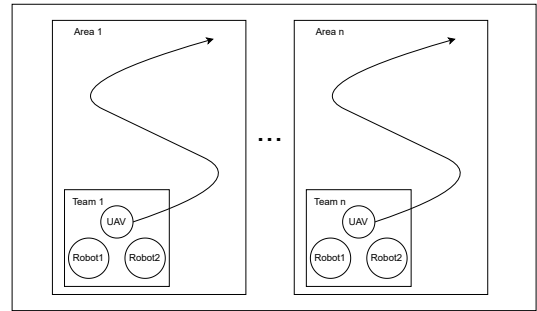 Area 1
Team 1
UAV
Robot1
Robot2
...
Area n
Team n
UAV
Robot1
Robot2